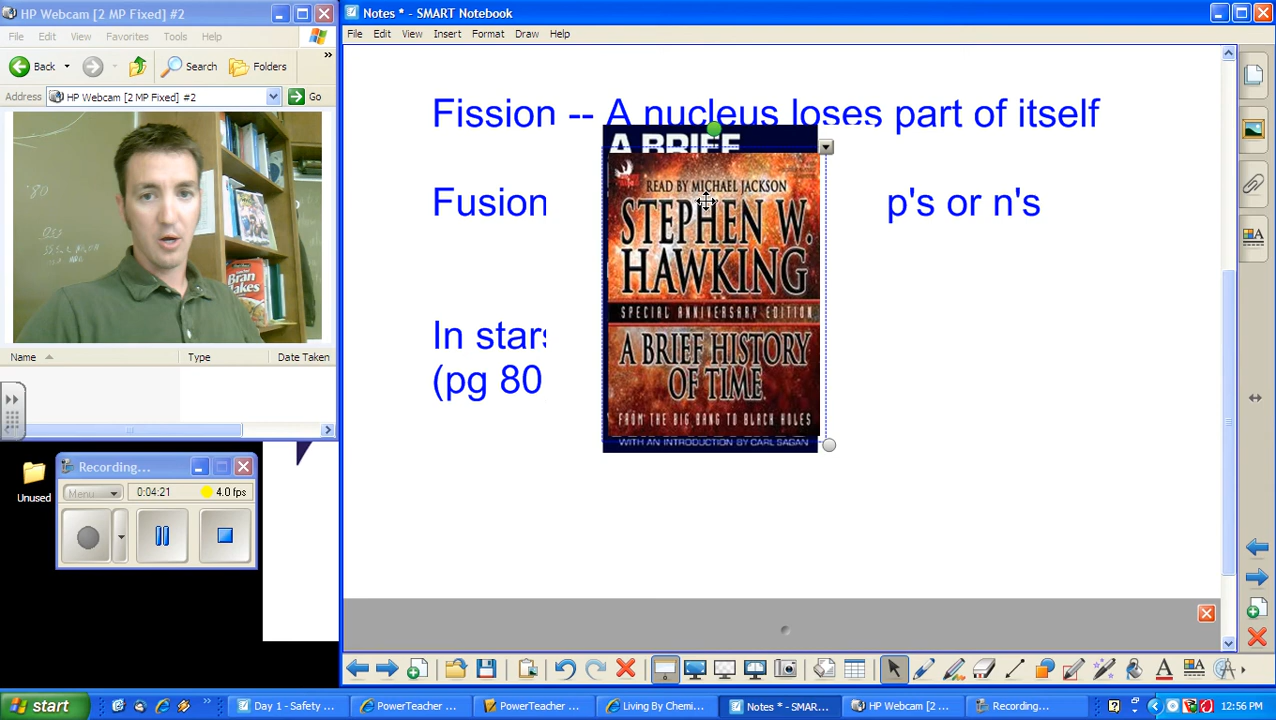 HP Webcam [2 MP Fixed] #2
File Edit View Favorites Tools Help
Back Search Folders
Address HP Webcam [2 MP Fixed] #2 Go
'80
Bran
Flakes
Name Type Date Taken
Unused
Recording...
Menu 0:04:21 4.0 fps
Notes * - SMART Notebook
File Edit View Insert Format Draw Help
Fission -- A nucleus loses part of itself
Fusion p's or n's
In stars
(pg 80
A BRIEF
READ BY MICHAEL JACKSON
STEPHEN W.
HAWKING
SPECIAL ANNIVERSARY EDITION
A BRIEF HISTORY
OF TIME
FROM THE BIG BANG TO BLACK HOLES
WITH AN INTRODUCTION BY CARL SAGAN
start Day 1 - Safety ... PowerTeacher ... PowerTeacher ... Living By Chemi... Notes * - SMAR... HP Webcam [2 ... Recording... 12:56 PM